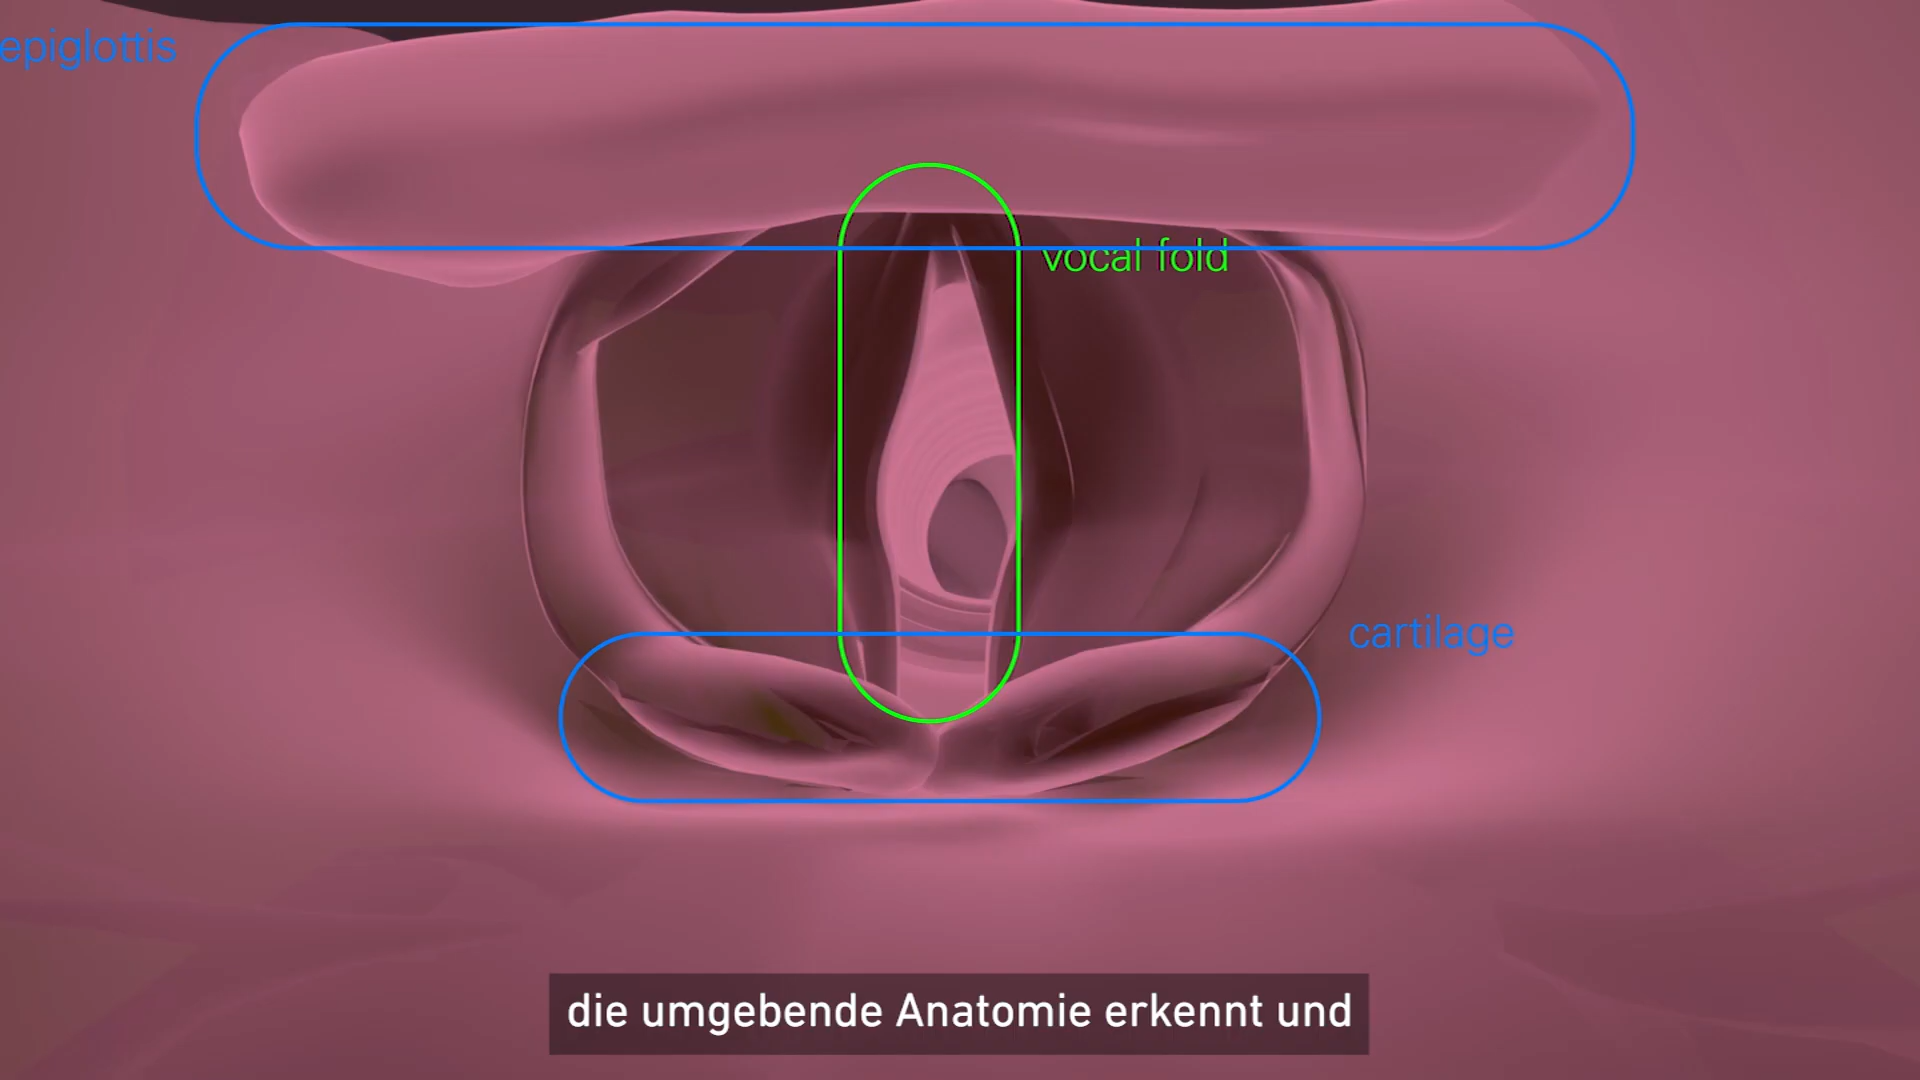 epiglottis
vocal fold
cartilage
die umgebende Anatomie erkennt und